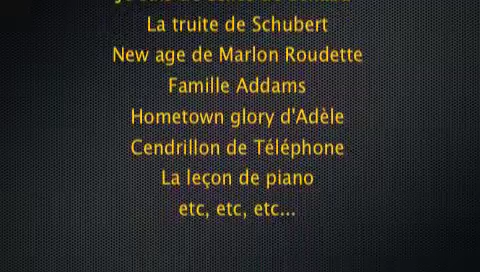 La truite de Schubert
New age de Marlon Roudette
Famille Addams
Hometown glory d'Adèle
Cendrillon de Téléphone
La leçon de piano
etc, etc, etc...